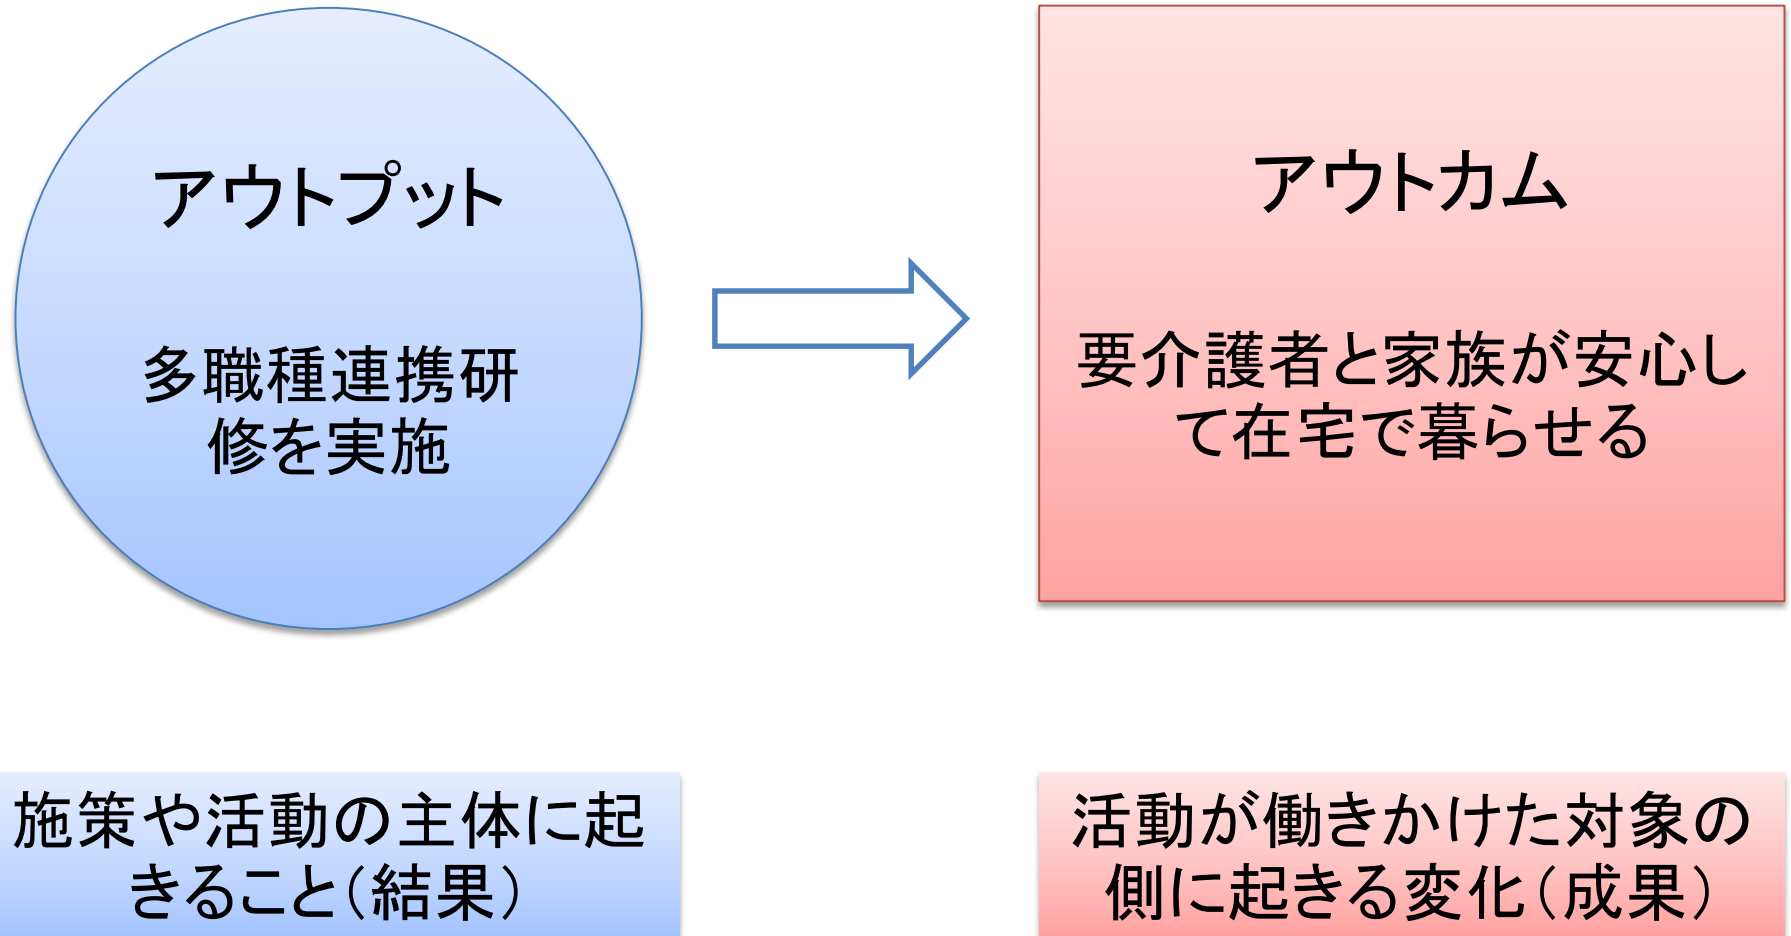 アウトプット
多職種連携研
修を実施
アウトカム
要介護者と家族が安心し
て在宅で暮らせる
施策や活動の主体に起
きること(結果)
活動が働きかけた対象の
側に起きる変化(成果)